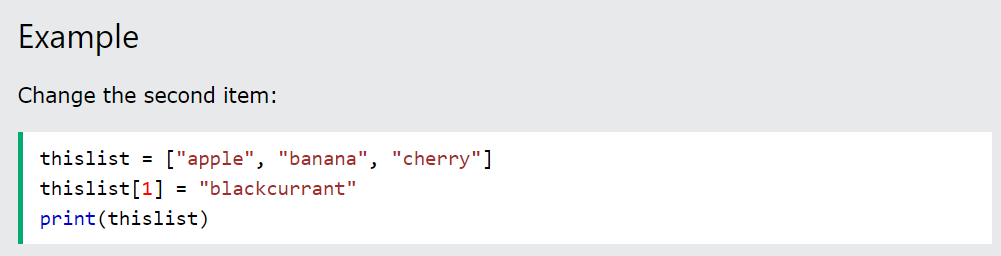 Example
Change the second item:
thislist = ["apple", "banana", "cherry"]
thislist[1] = "blackcurrant"
print(thislist)